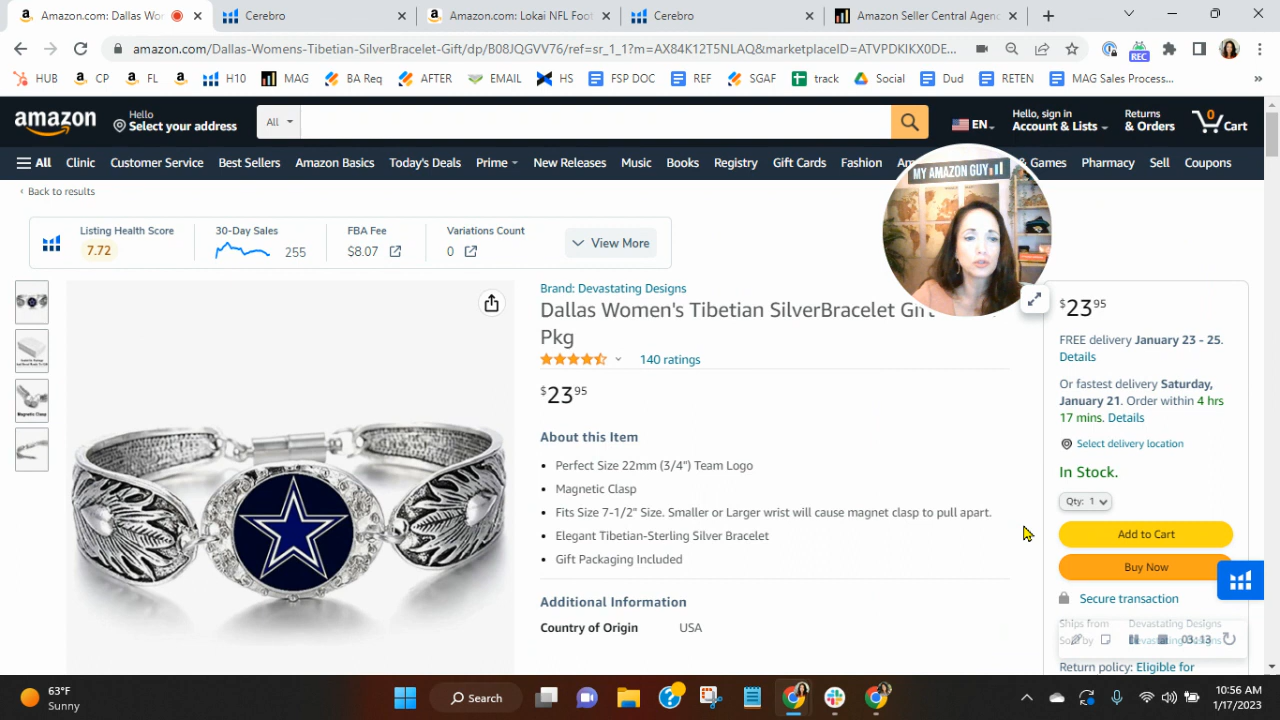 Amazon.com: Dallas Wo
Cerebro
Amazon.com: Lokai NFL Foot
Cerebro
Amazon Seller Central Agenc
amazon.com/Dallas-Womens-Tibetian-SilverBracelet-Gift/dp/B08JQGVV76/ref=sr_1_1?m=AX84K12T5NLAQ&marketplaceID=ATVPDKIKX0DE...
REC
HUB
CP
FL
H10
MAG
BA Req
AFTER
EMAIL
HS
FSP DOC
REF
SGAF
track
Social
Dud
RETEN
MAG Sales Process...
»
amazon
Hello
Select your address
All
EN
Hello, sign in
Account & Lists
Returns
& Orders
0
Cart
All
Clinic
Customer Service
Best Sellers
Amazon Basics
Today's Deals
Prime
New Releases
Music
Books
Registry
Gift Cards
Fashion
Am
& Games
Pharmacy
Sell
Coupons
MY AMAZON GUY
‹ Back to results
Listing Health Score
7.72
30-Day Sales
255
FBA Fee
$8.07
Variations Count
0
View More
Magnetic Clasp
Brand: Devastating Designs
Dallas Women's Tibetian SilverBracelet Gift
Pkg
140 ratings
$23 95
About this Item
• Perfect Size 22mm (3/4") Team Logo
• Magnetic Clasp
• Fits Size 7-1/2" Size. Smaller or Larger wrist will cause magnet clasp to pull apart.
• Elegant Tibetian-Sterling Silver Bracelet
• Gift Packaging Included
Additional Information
Country of Origin USA
$23 95
FREE delivery January 23 - 25.
Details
Or fastest delivery Saturday,
January 21. Order within 4 hrs
17 mins. Details
Select delivery location
In Stock.
Qty: 1
Add to Cart
Buy Now
Secure transaction
Ships from Devastating Designs
Sold by Devastating Designs
03:13
Return policy: Eligible for
63°F
Sunny
Search
10:56 AM
1/17/2023